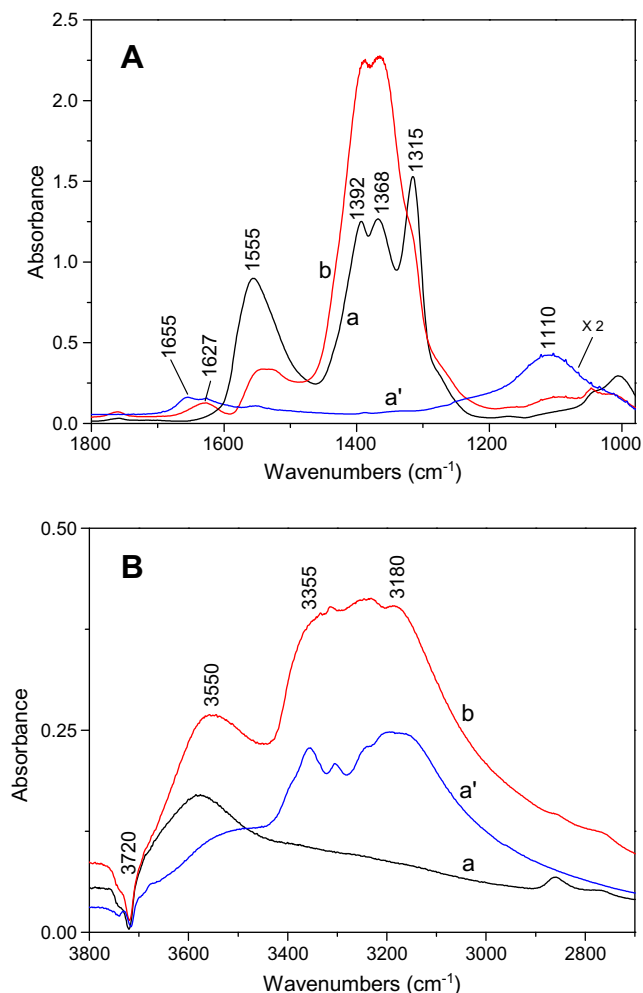 A
2.5
2.0
1.5
1.0
0.5
0.0
Absorbance
1655
1627
1555
1392
1368
1315
1110
X 2
b
a
a'
1800
1600
1400
1200
1000
Wavenumbers (cm-1)
B
0.50
0.25
0.00
Absorbance
3720
3550
3355
3180
b
a'
a
3800
3600
3400
3200
3000
2800
Wavenumbers (cm-1)